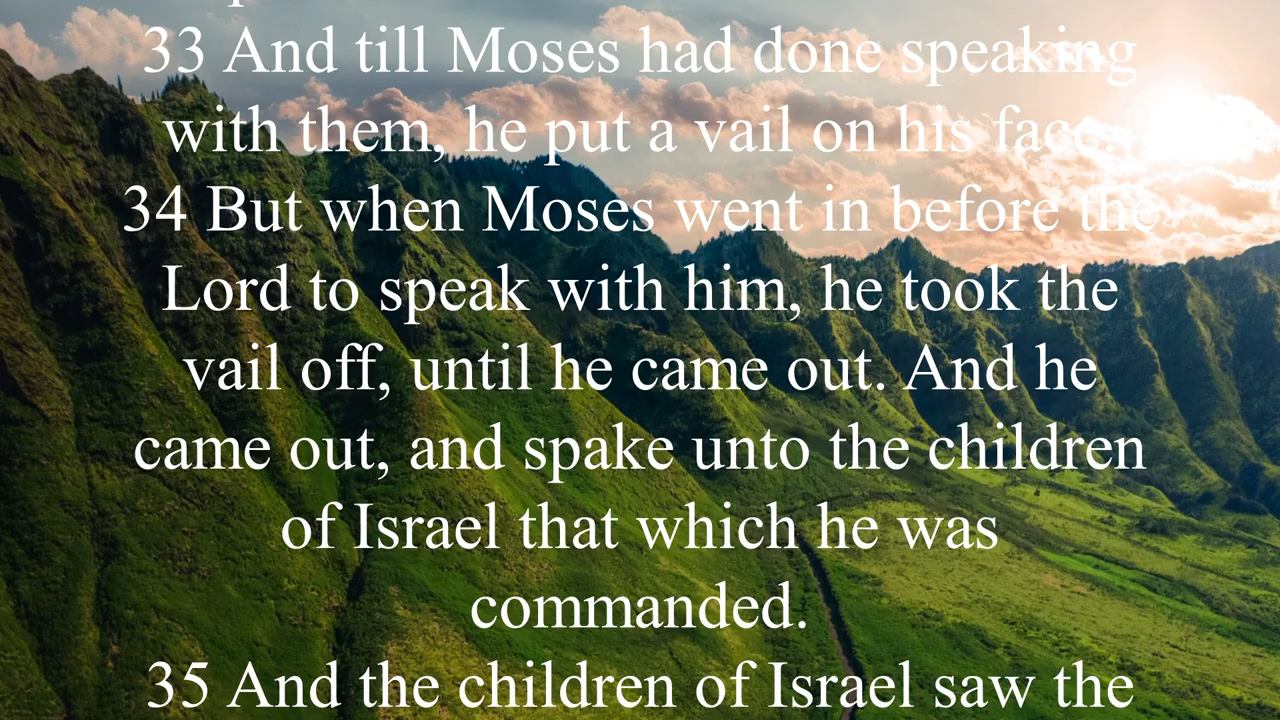 33 And till Moses had done speaking
with them, he put a vail on his face.
34 But when Moses went in before the
Lord to speak with him, he took the
vail off, until he came out. And he
came out, and spake unto the children
of Israel that which he was
commanded.
35 And the children of Israel saw the